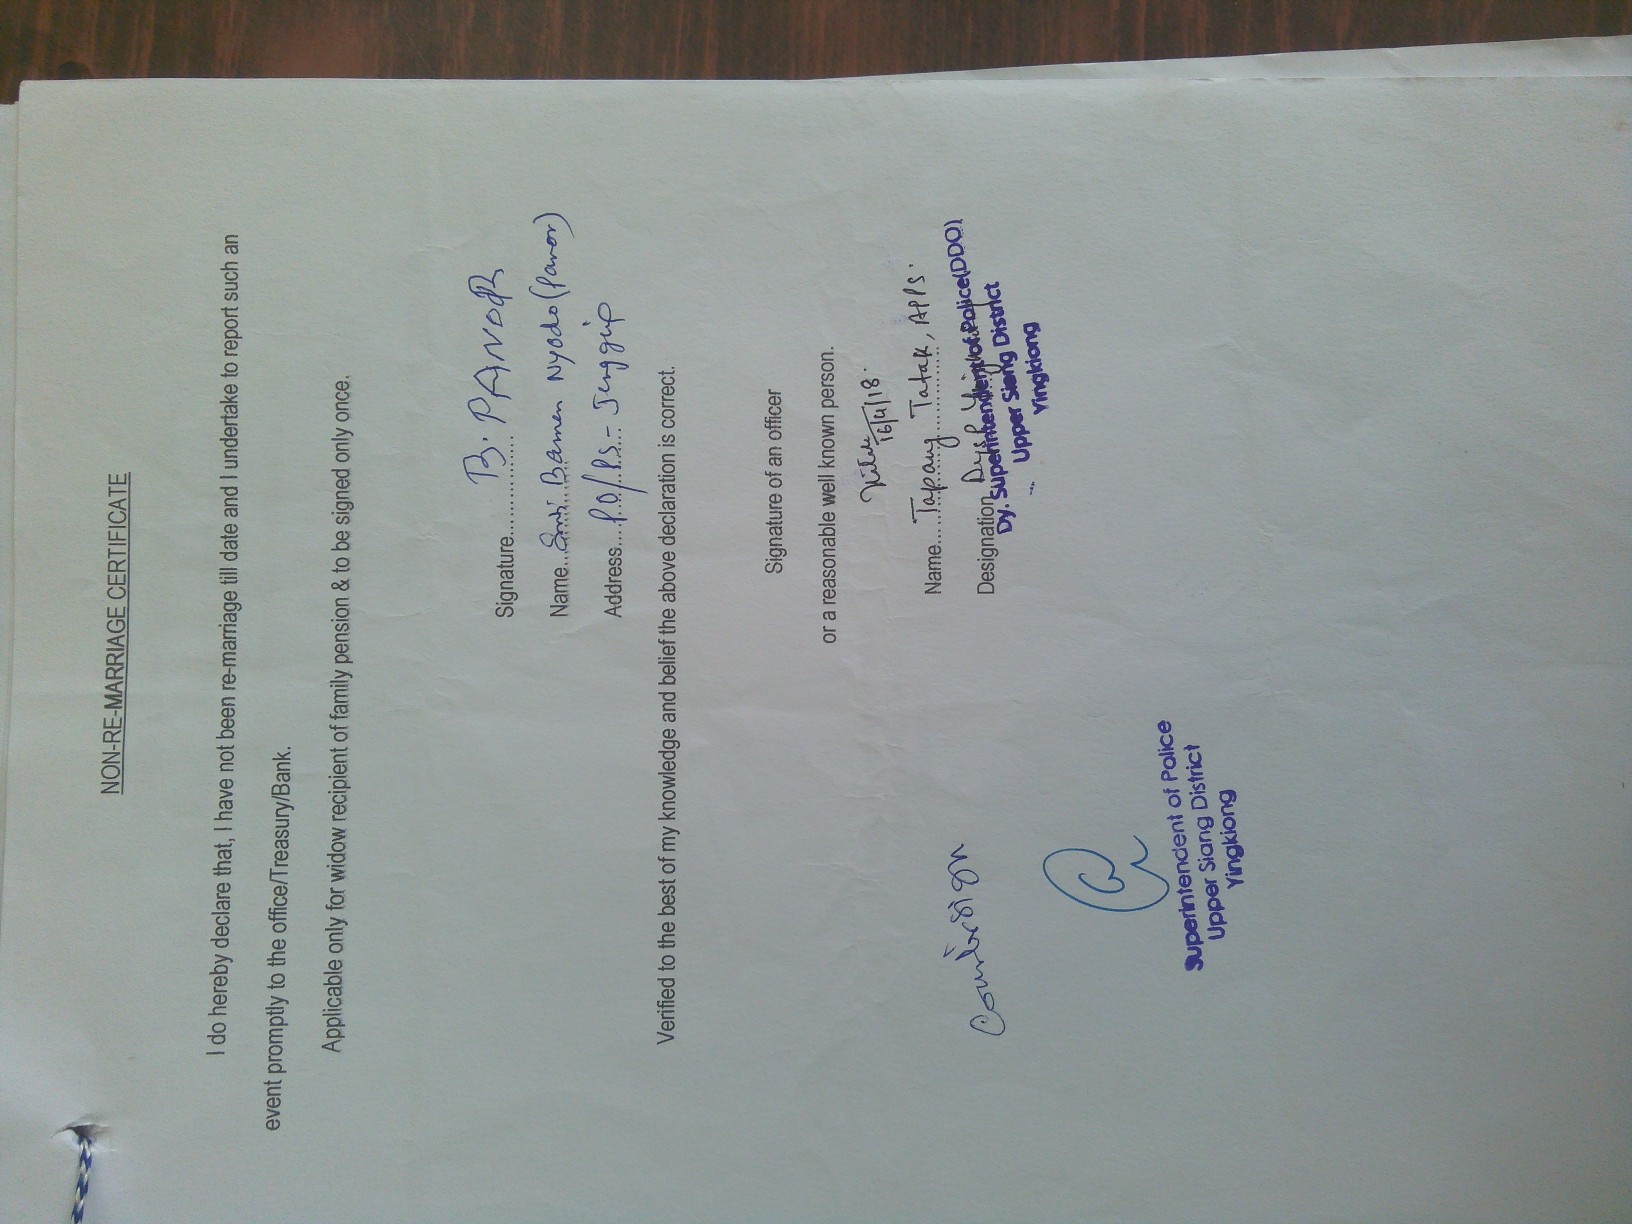 NON-RE-MARRIAGE CERTIFICATE
I do hereby declare that, I have not been re-marriage till date and I undertake to report such an
event promptly to the office/Treasury/Bank.
Applicable only for widow recipient of family pension & to be signed only once.
Signature............... B. PANOR
Name... Smti Bamen Nyodo (Panor)
Address.... P.O/PS - Jengging
Verified to the best of my knowledge and belief the above declaration is correct.
Signature of an officer
or a reasonable well known person.
16/4/18.
Name.... Tapang Tatak, APPS.
Designation DySP
Dy. Superintendent of Police(DDO)
Upper Siang District
Yingkiong
Superintendent of Police
Upper Siang District
Yingkiong